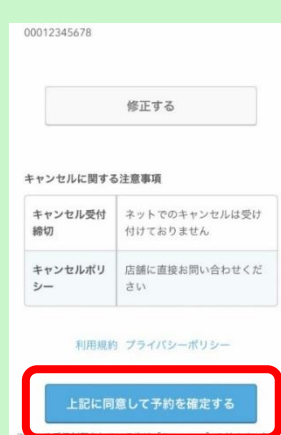 00012345678
修正する
キャンセルに関する注意事項
キャンセル受付
締切
ネットでのキャンセルは受け
付けておりません
キャンセルポリ
シー
店舗に直接お問い合わせくだ
さい
利用規約 プライバシーポリシー
上記に同意して予約を確定する